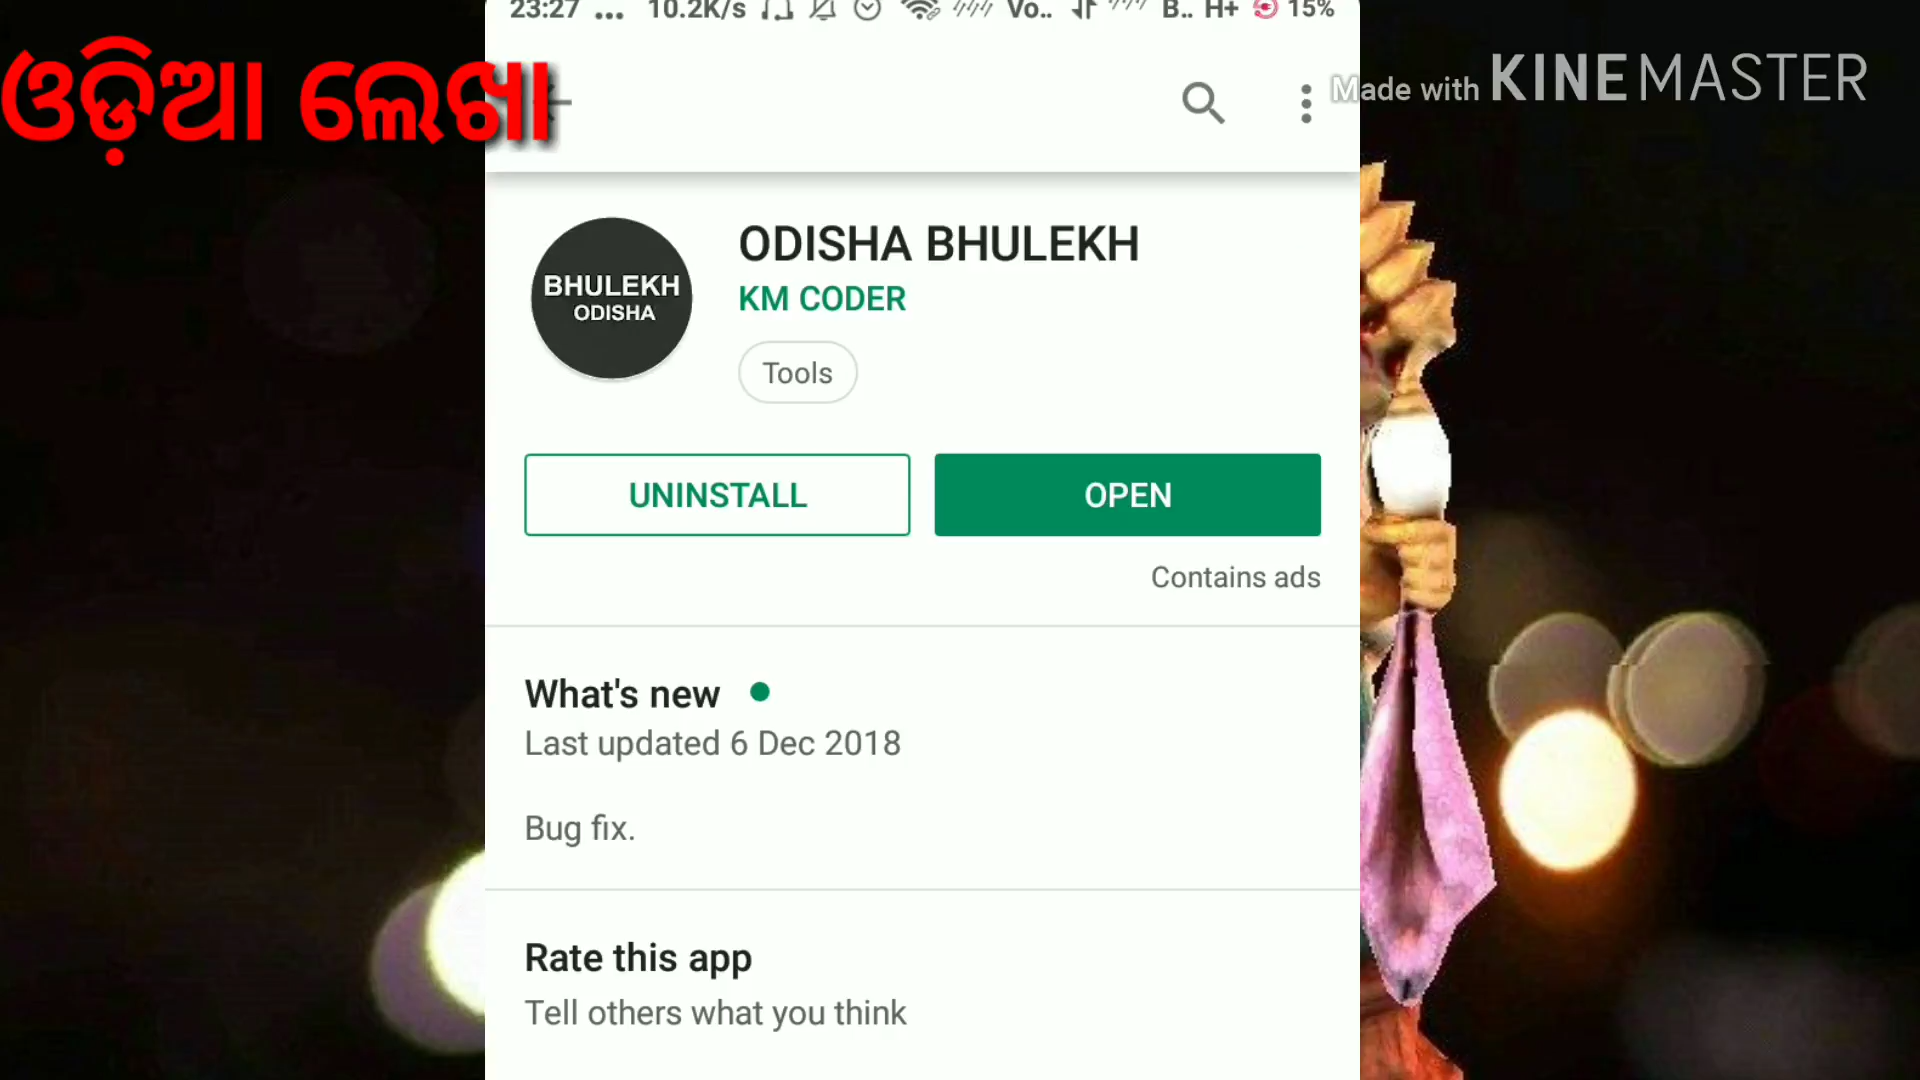 23:27 ... 10.2K/s Vo.. B.. H+ 15%
ଓଡ଼ିଆ ଲେଖା
Made with KINEMASTER
BHULEKH
ODISHA
ODISHA BHULEKH
KM CODER
Tools
UNINSTALL
OPEN
Contains ads
What's new
Last updated 6 Dec 2018
Bug fix.
Rate this app
Tell others what you think